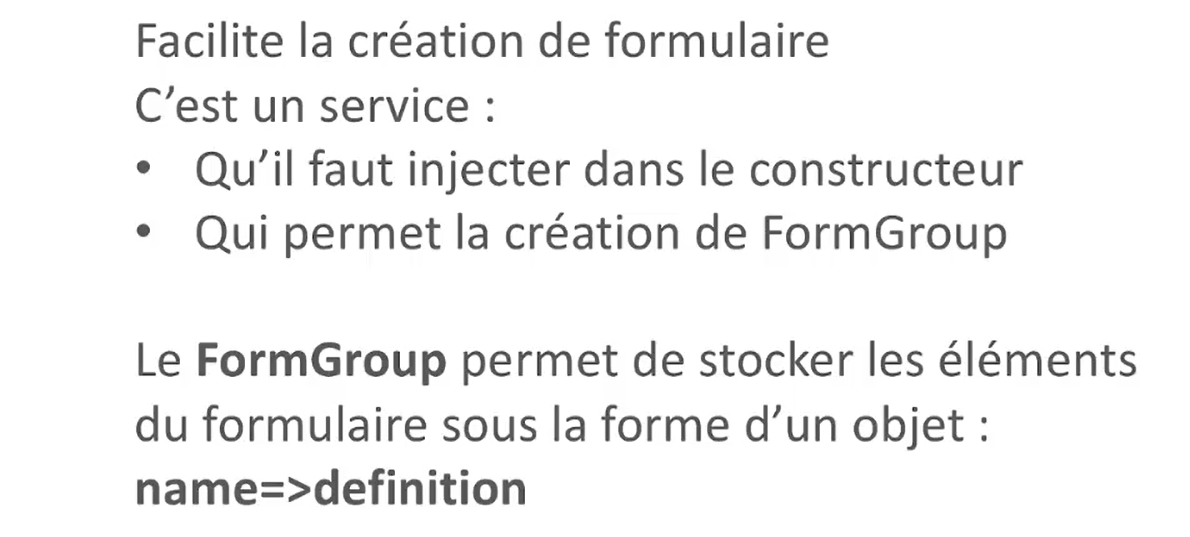 Facilite la création de formulaire
C’est un service :
• Qu’il faut injecter dans le constructeur
• Qui permet la création de FormGroup
Le FormGroup permet de stocker les éléments
du formulaire sous la forme d’un objet :
name=>definition